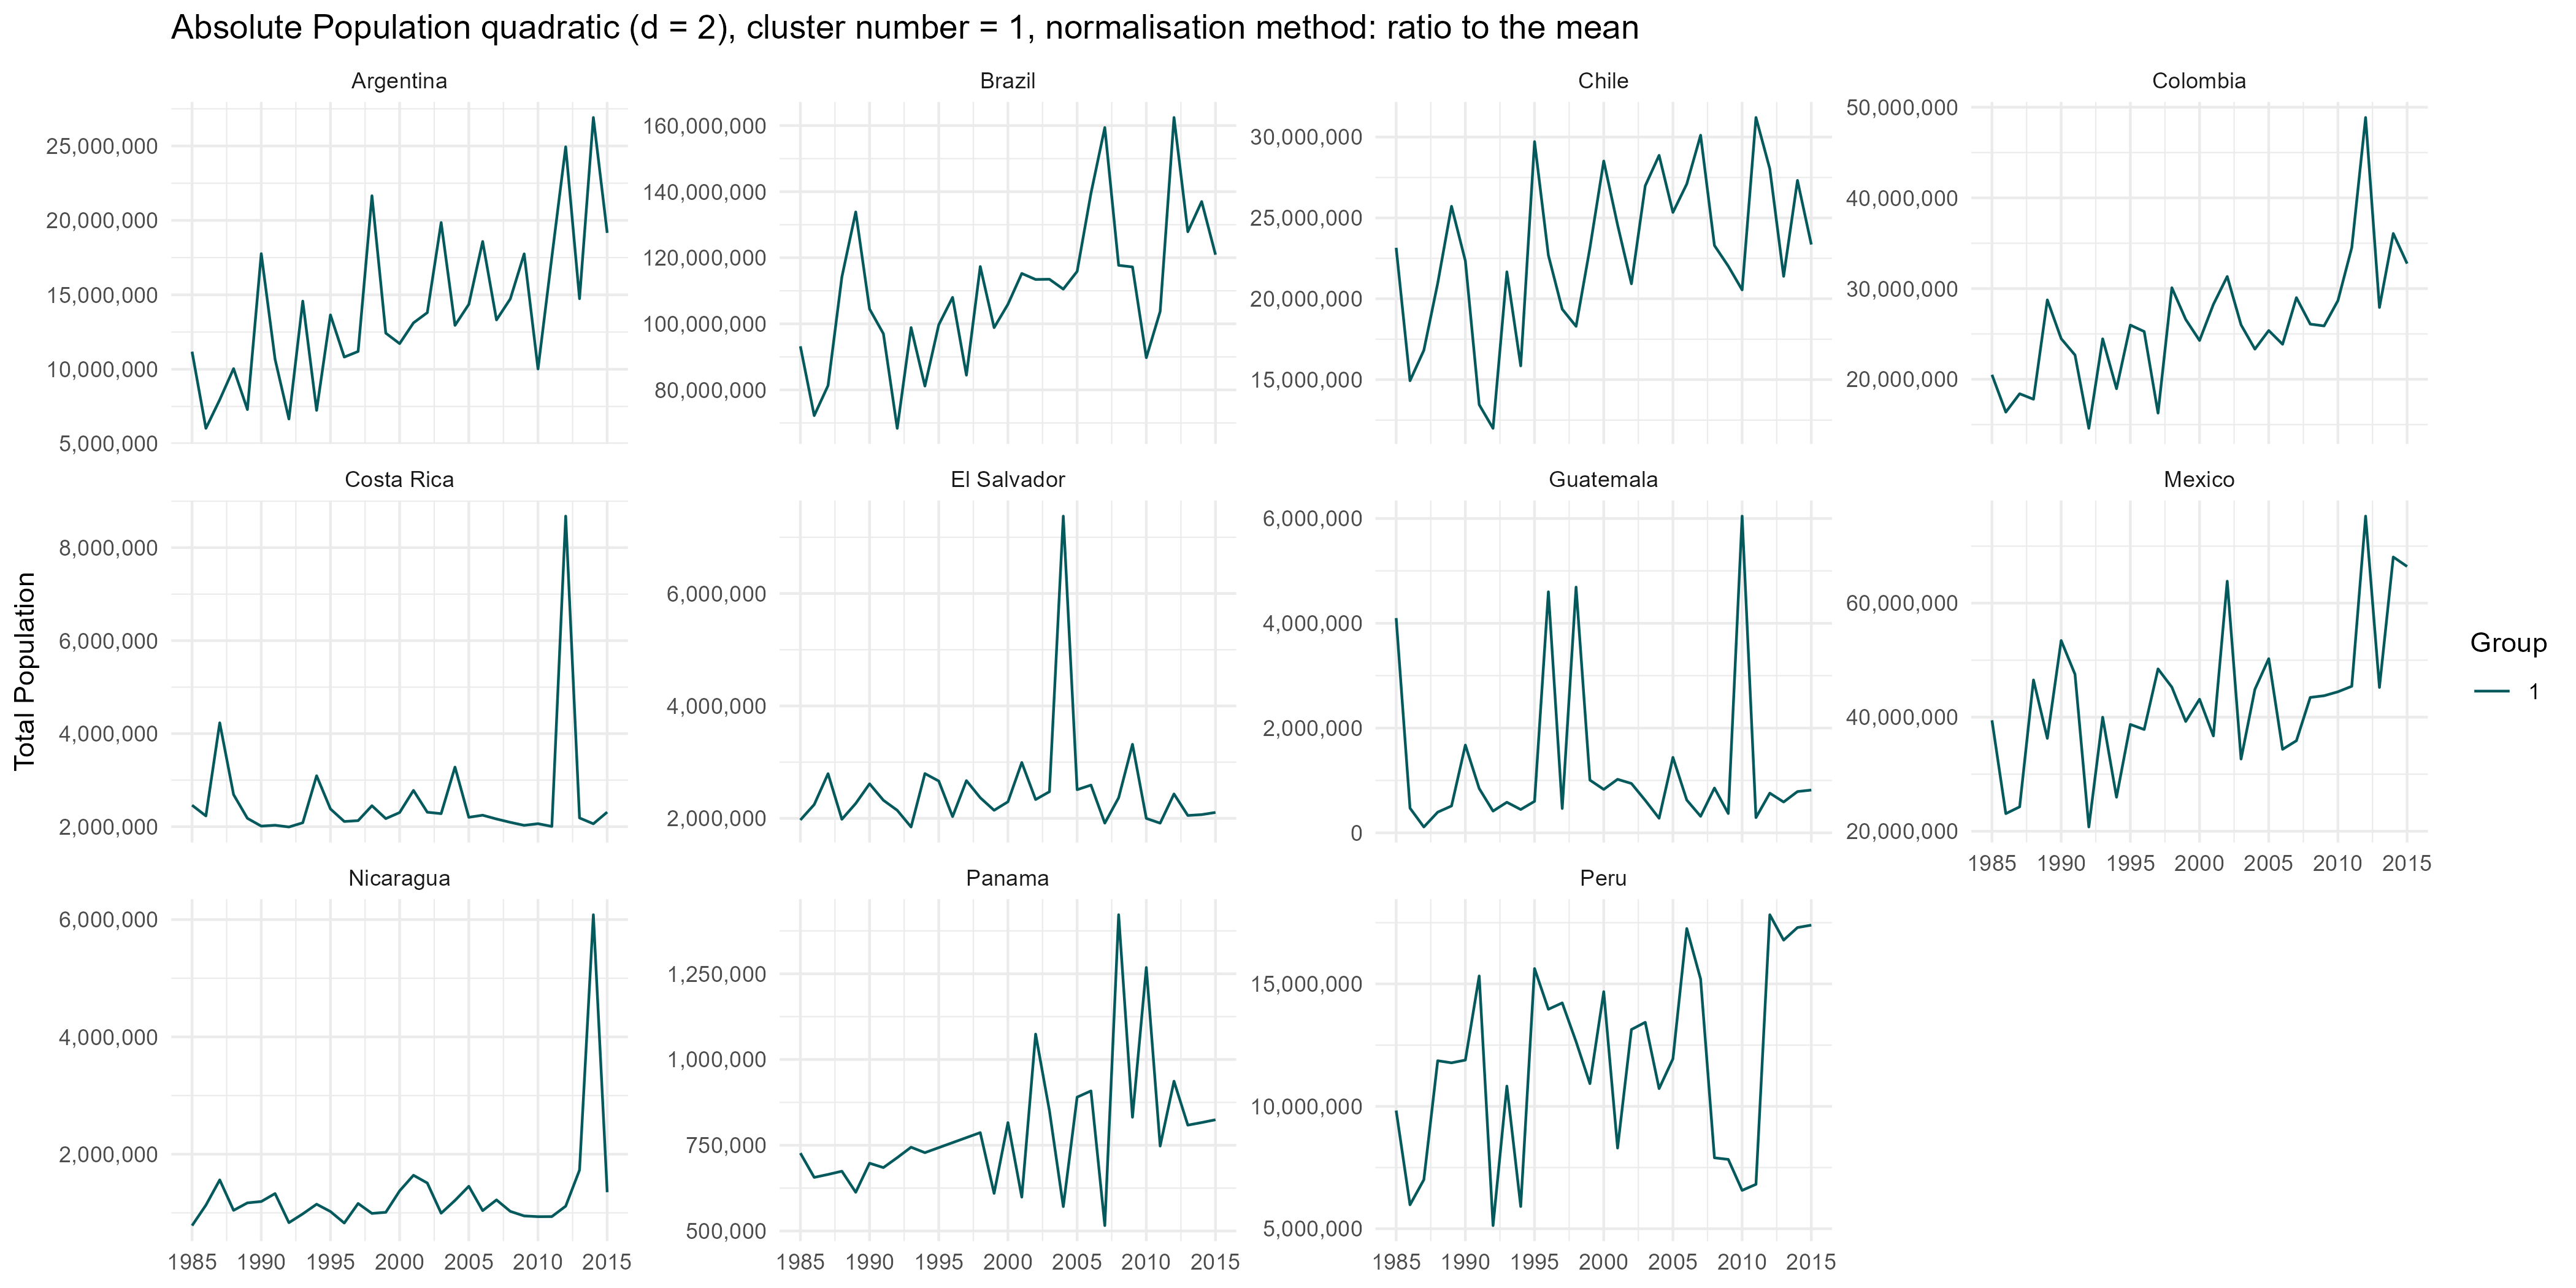 Absolute Population quadratic (d = 2), cluster number = 1, normalisation method: ratio to the mean
Argentina
25,000,000
20,000,000
15,000,000
10,000,000
5,000,000
Brazil
160,000,000
140,000,000
120,000,000
100,000,000
80,000,000
Chile
30,000,000
25,000,000
20,000,000
15,000,000
Colombia
50,000,000
40,000,000
30,000,000
20,000,000
Total Population
Costa Rica
8,000,000
6,000,000
4,000,000
2,000,000
El Salvador
6,000,000
4,000,000
2,000,000
Guatemala
6,000,000
4,000,000
2,000,000
0
Mexico
60,000,000
40,000,000
20,000,000
1985 1990 1995 2000 2005 2010 2015
Group
1
Nicaragua
6,000,000
4,000,000
2,000,000
1985 1990 1995 2000 2005 2010 2015
Panama
1,250,000
1,000,000
750,000
500,000
1985 1990 1995 2000 2005 2010 2015
Peru
15,000,000
10,000,000
5,000,000
1985 1990 1995 2000 2005 2010 2015